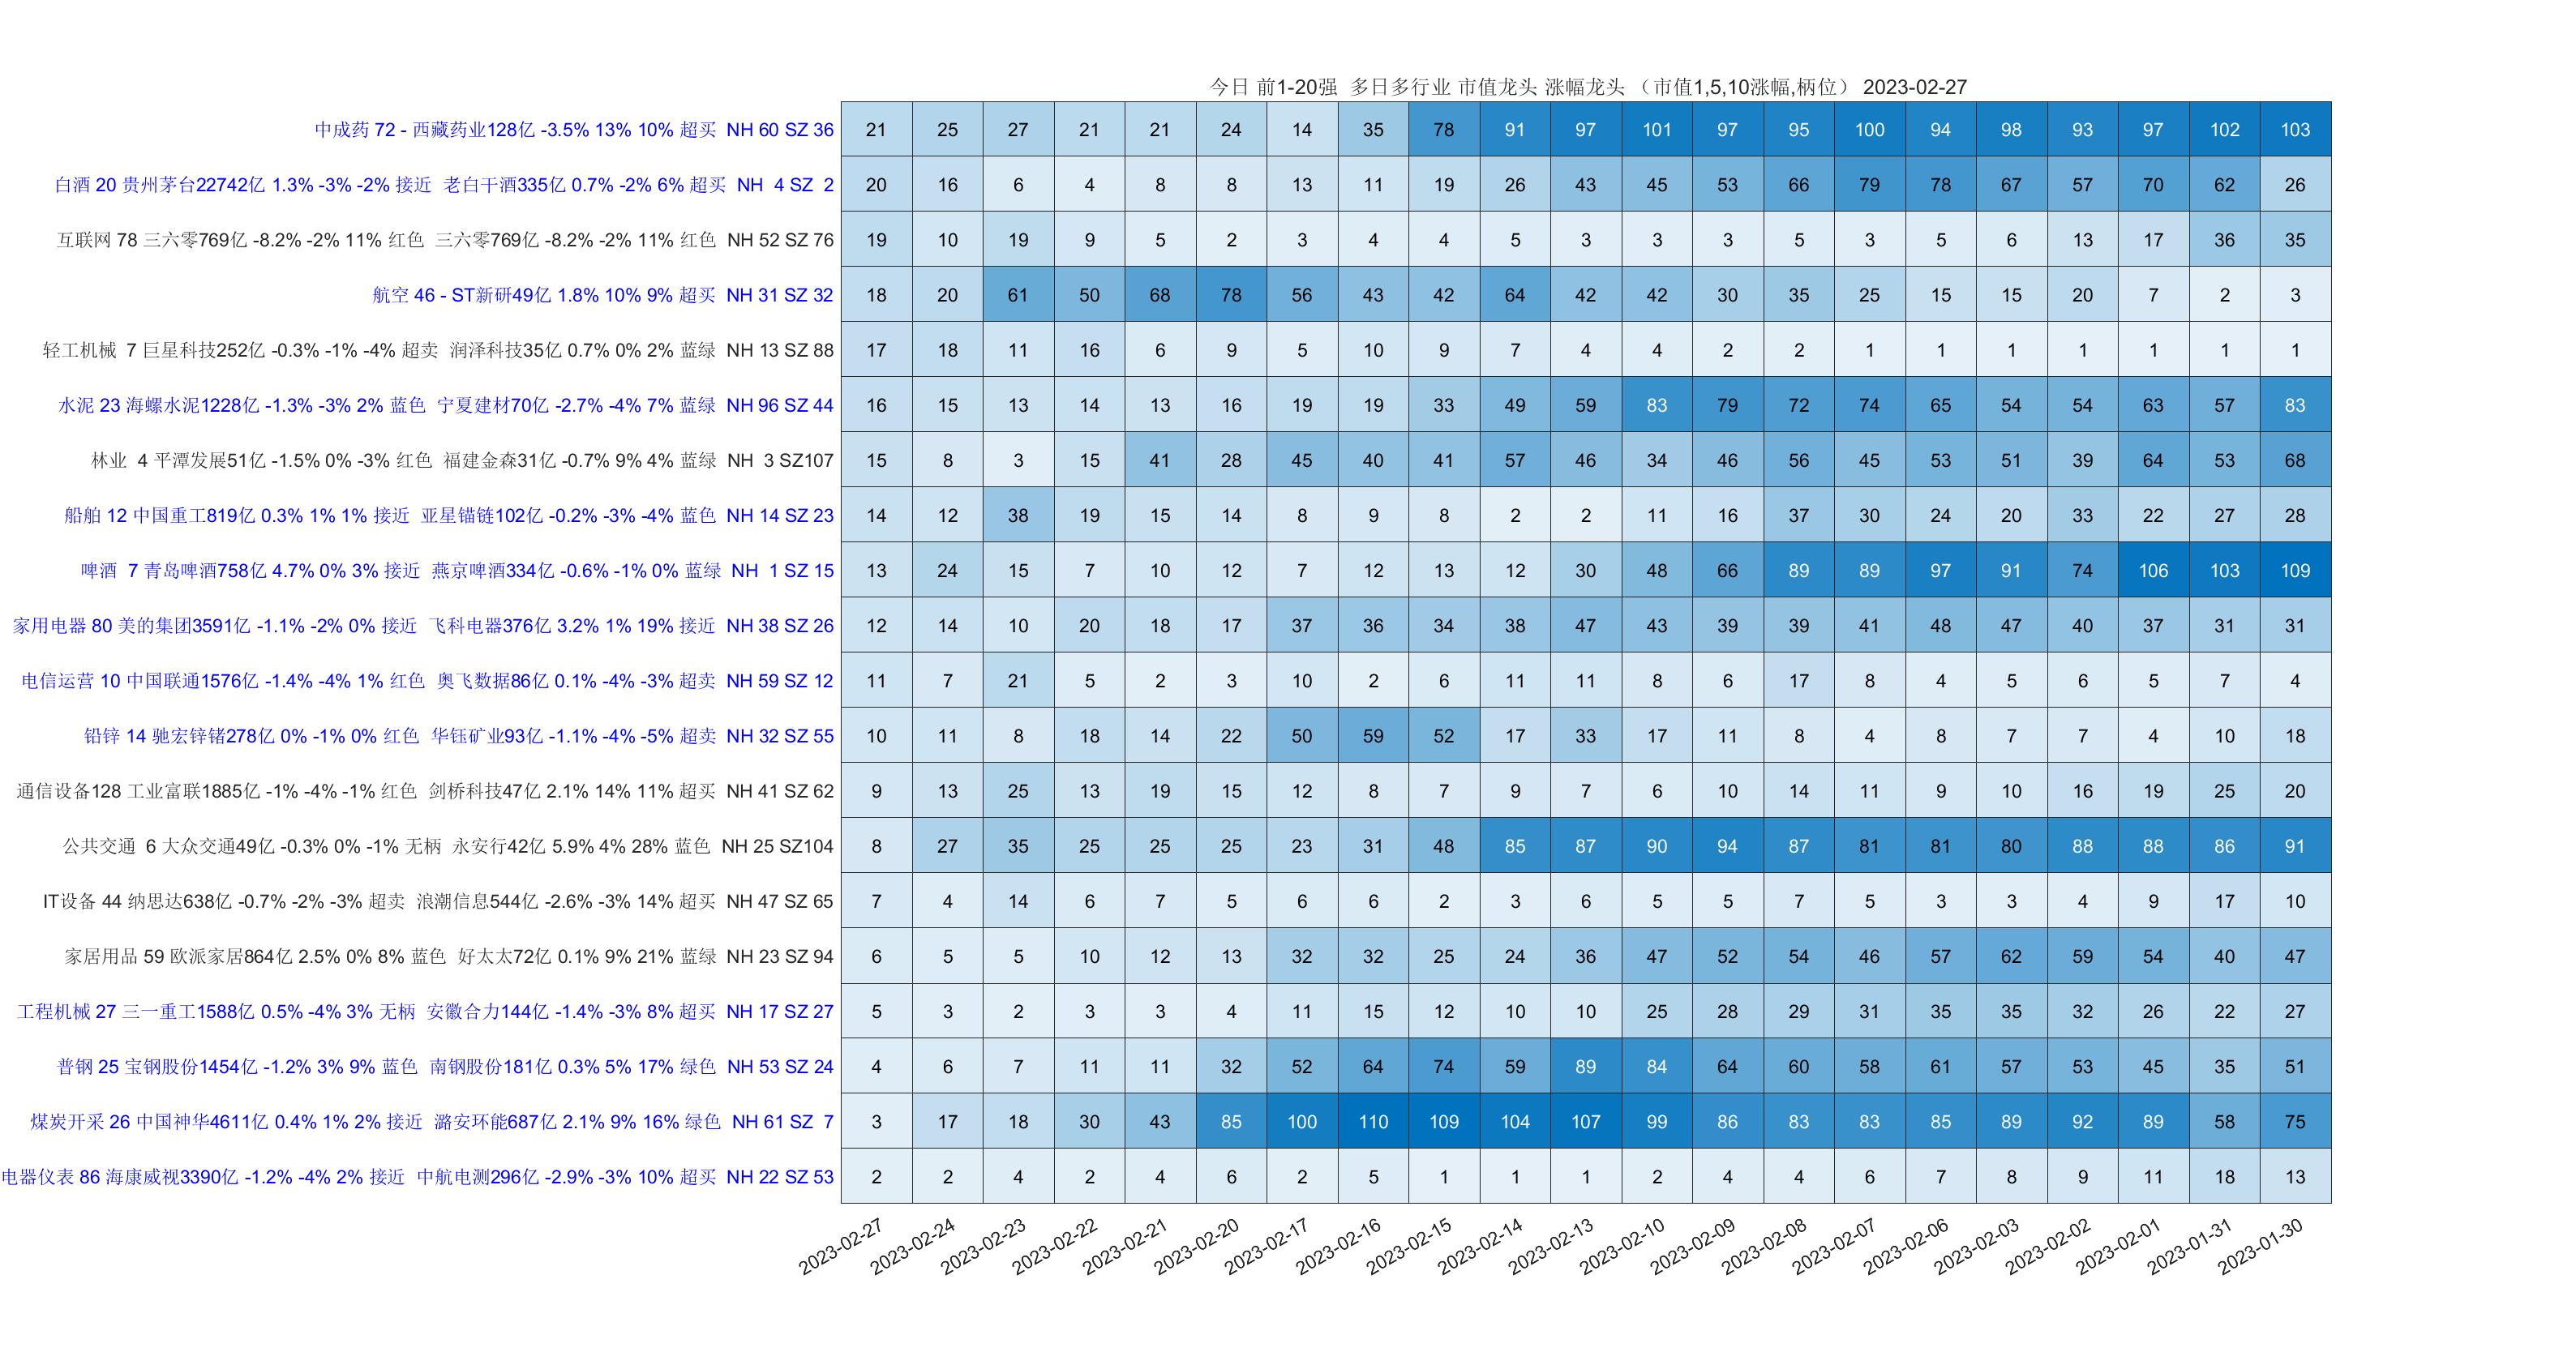 今日 前1-20强 多日多行业 市值龙头 涨幅龙头 （市值1,5,10涨幅,柄位） 2023-02-27
中成药 72 - 西藏药业128亿 -3.5% 13% 10% 超买 NH 60 SZ 36 21 25 27 21 21 24 14 35 78 91 97 101 97 95 100 94 98 93 97 102 103
白酒 20 贵州茅台22742亿 1.3% -3% -2% 接近 老白干酒335亿 0.7% -2% 6% 超买 NH 4 SZ 2 20 16 6 4 8 8 13 11 19 26 43 45 53 66 79 78 67 57 70 62 26
互联网 78 三六零769亿 -8.2% -2% 11% 红色 三六零769亿 -8.2% -2% 11% 红色 NH 52 SZ 76 19 10 19 9 5 2 3 4 4 5 3 3 3 5 3 5 6 13 17 36 35
航空 46 - ST新研49亿 1.8% 10% 9% 超买 NH 31 SZ 32 18 20 61 50 68 78 56 43 42 64 42 42 30 35 25 15 15 20 7 2 3
轻工机械 7 巨星科技252亿 -0.3% -1% -4% 超卖 润泽科技35亿 0.7% 0% 2% 蓝绿 NH 13 SZ 88 17 18 11 16 6 9 5 10 9 7 4 4 2 2 1 1 1 1 1 1 1
水泥 23 海螺水泥1228亿 -1.3% -3% 2% 蓝色 宁夏建材70亿 -2.7% -4% 7% 蓝绿 NH 96 SZ 44 16 15 13 14 13 16 19 19 33 49 59 83 79 72 74 65 54 54 63 57 83
林业 4 平潭发展51亿 -1.5% 0% -3% 红色 福建金森31亿 -0.7% 9% 4% 蓝绿 NH 3 SZ107 15 8 3 15 41 28 45 40 41 57 46 34 46 56 45 53 51 39 64 53 68
船舶 12 中国重工819亿 0.3% 1% 1% 接近 亚星锚链102亿 -0.2% -3% -4% 蓝色 NH 14 SZ 23 14 12 38 19 15 14 8 9 8 2 2 11 16 37 30 24 20 33 22 27 28
啤酒 7 青岛啤酒758亿 4.7% 0% 3% 接近 燕京啤酒334亿 -0.6% -1% 0% 蓝绿 NH 1 SZ 15 13 24 15 7 10 12 7 12 13 12 30 48 66 89 89 97 91 74 106 103 109
家用电器 80 美的集团3591亿 -1.1% -2% 0% 接近 飞科电器376亿 3.2% 1% 19% 接近 NH 38 SZ 26 12 14 10 20 18 17 37 36 34 38 47 43 39 39 41 48 47 40 37 31 31
电信运营 10 中国联通1576亿 -1.4% -4% 1% 红色 奥飞数据86亿 0.1% -4% -3% 超卖 NH 59 SZ 12 11 7 21 5 2 3 10 2 6 11 11 8 6 17 8 4 5 6 5 7 4
铅锌 14 驰宏锌锗278亿 0% -1% 0% 红色 华钰矿业93亿 -1.1% -4% -5% 超卖 NH 32 SZ 55 10 11 8 18 14 22 50 59 52 17 33 17 11 8 4 8 7 7 4 10 18
通信设备128 工业富联1885亿 -1% -4% -1% 红色 剑桥科技47亿 2.1% 14% 11% 超买 NH 41 SZ 62 9 13 25 13 19 15 12 8 7 9 7 6 10 14 11 9 10 16 19 25 20
公共交通 6 大众交通49亿 -0.3% 0% -1% 无柄 永安行42亿 5.9% 4% 28% 蓝色 NH 25 SZ104 8 27 35 25 25 25 23 31 48 85 87 90 94 87 81 81 80 88 88 86 91
IT设备 44 纳思达638亿 -0.7% -2% -3% 超卖 浪潮信息544亿 -2.6% -3% 14% 超买 NH 47 SZ 65 7 4 14 6 7 5 6 6 2 3 6 5 5 7 5 3 3 4 9 17 10
家居用品 59 欧派家居864亿 2.5% 0% 8% 蓝色 好太太72亿 0.1% 9% 21% 蓝绿 NH 23 SZ 94 6 5 5 10 12 13 32 32 25 24 36 47 52 54 46 57 62 59 54 40 47
工程机械 27 三一重工1588亿 0.5% -4% 3% 无柄 安徽合力144亿 -1.4% -3% 8% 超买 NH 17 SZ 27 5 3 2 3 3 4 11 15 12 10 10 25 28 29 31 35 35 32 26 22 27
普钢 25 宝钢股份1454亿 -1.2% 3% 9% 蓝色 南钢股份181亿 0.3% 5% 17% 绿色 NH 53 SZ 24 4 6 7 11 11 32 52 64 74 59 89 84 64 60 58 61 57 53 45 35 51
煤炭开采 26 中国神华4611亿 0.4% 1% 2% 接近 潞安环能687亿 2.1% 9% 16% 绿色 NH 61 SZ 7 3 17 18 30 43 85 100 110 109 104 107 99 86 83 83 85 89 92 89 58 75
电器仪表 86 海康威视3390亿 -1.2% -4% 2% 接近 中航电测296亿 -2.9% -3% 10% 超买 NH 22 SZ 53 2 2 4 2 4 6 2 5 1 1 1 2 4 4 6 7 8 9 11 18 13
2023-02-27 2023-02-24 2023-02-23 2023-02-22 2023-02-21 2023-02-20 2023-02-17 2023-02-16 2023-02-15 2023-02-14 2023-02-13 2023-02-10 2023-02-09 2023-02-08 2023-02-07 2023-02-06 2023-02-03 2023-02-02 2023-02-01 2023-01-31 2023-01-30